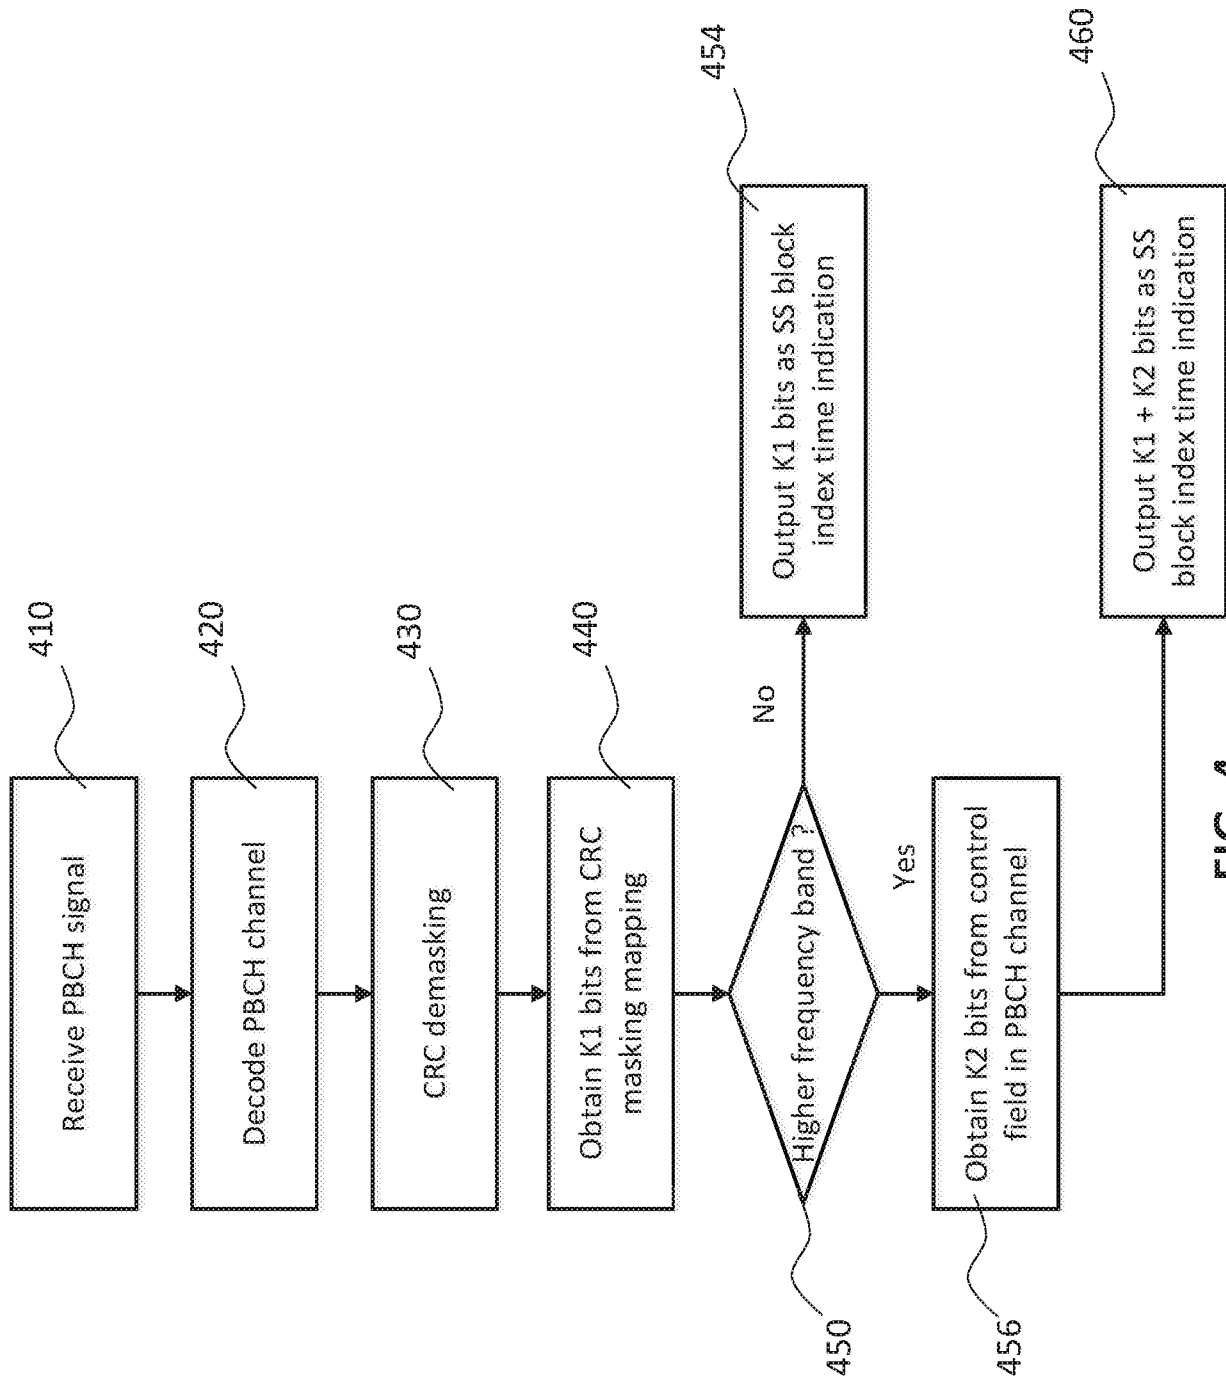 410
Receive PBCH signal
420
Decode PBCH channel
430
CRC demasking
440
Obtain K1 bits from CRC
masking mapping
450
Higher frequency band ?
No
454
Output K1 bits as SS block
index time indication
Yes
456
Obtain K2 bits from control
field in PBCH channel
460
Output K1 + K2 bits as SS
block index time indication